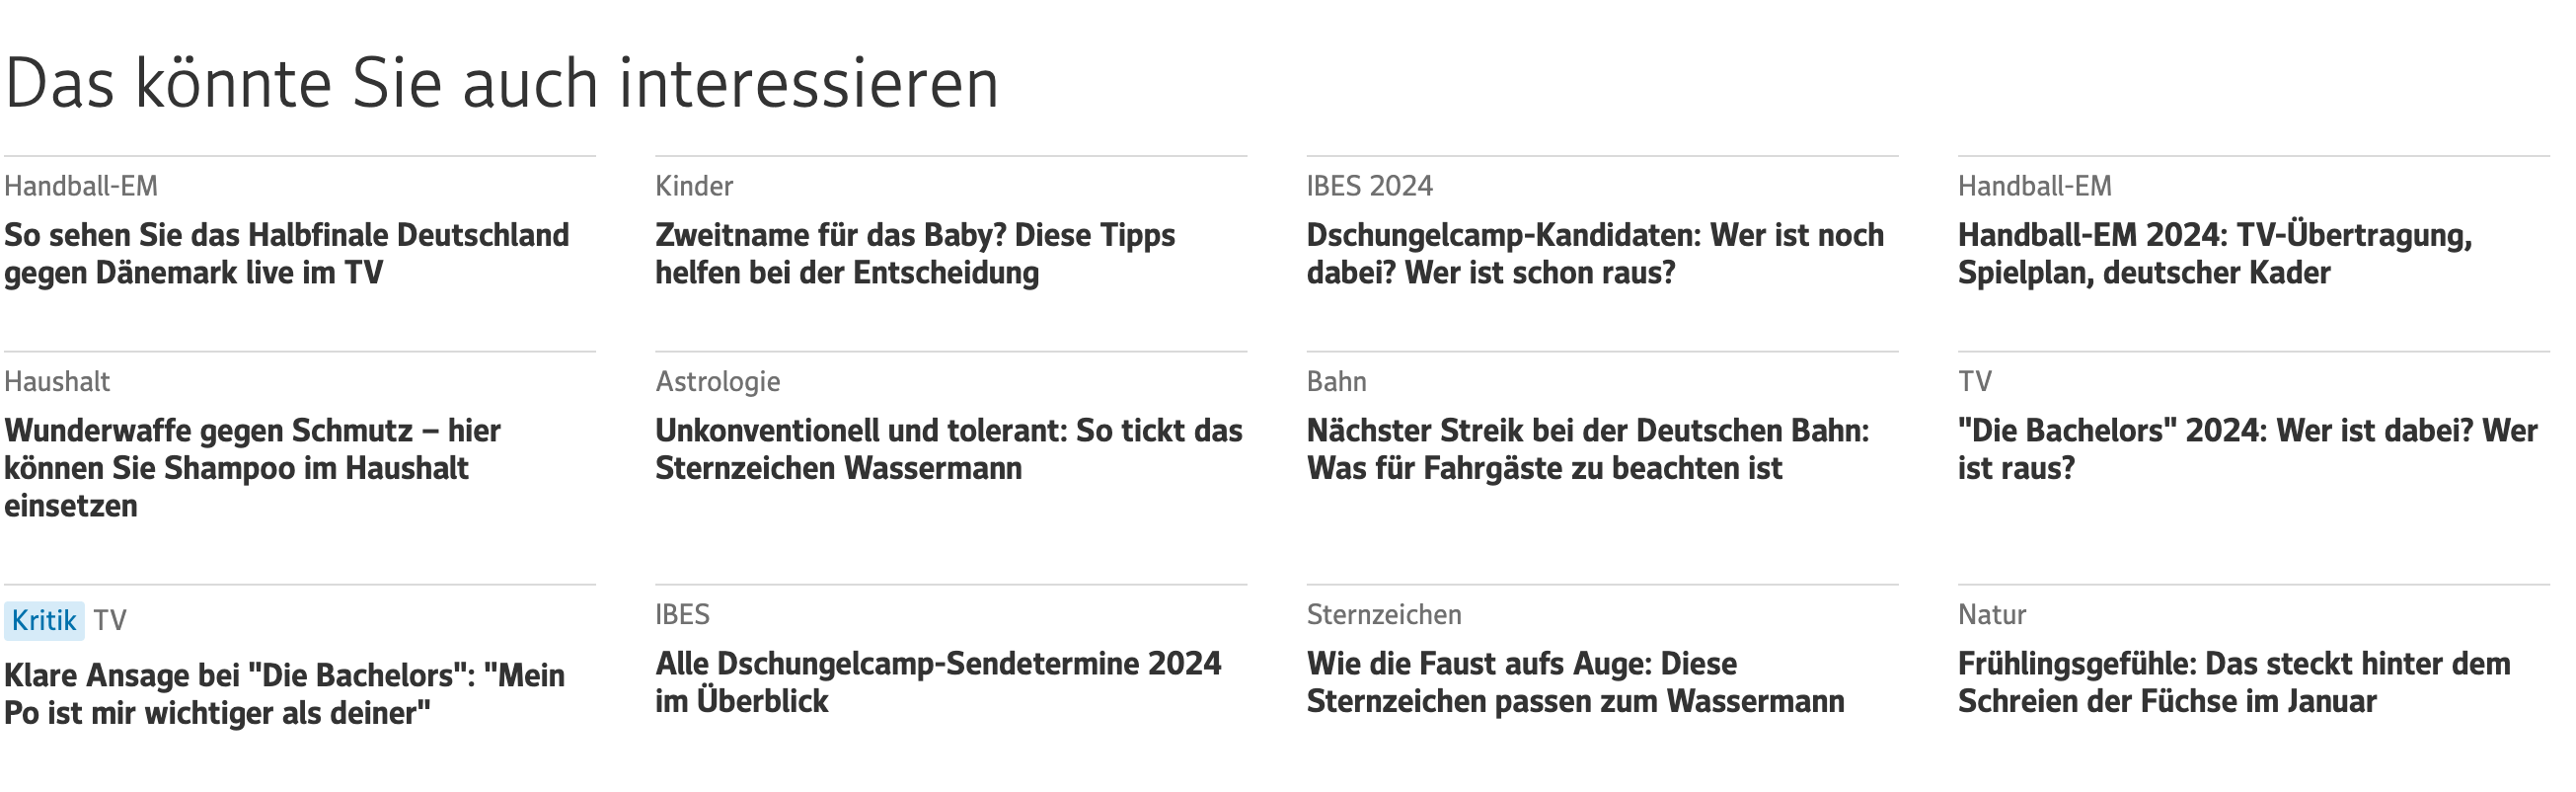 Das könnte Sie auch interessieren
Handball-EM
So sehen Sie das Halbfinale Deutschland
gegen Dänemark live im TV
Kinder
Zweitname für das Baby? Diese Tipps
helfen bei der Entscheidung
IBES 2024
Dschungelcamp-Kandidaten: Wer ist noch
dabei? Wer ist schon raus?
Handball-EM
Handball-EM 2024: TV-Übertragung,
Spielplan, deutscher Kader
Haushalt
Wunderwaffe gegen Schmutz – hier
können Sie Shampoo im Haushalt
einsetzen
Astrologie
Unkonventionell und tolerant: So tickt das
Sternzeichen Wassermann
Bahn
Nächster Streik bei der Deutschen Bahn:
Was für Fahrgäste zu beachten ist
TV
"Die Bachelors" 2024: Wer ist dabei? Wer
ist raus?
Kritik TV
Klare Ansage bei "Die Bachelors": "Mein
Po ist mir wichtiger als deiner"
IBES
Alle Dschungelcamp-Sendetermine 2024
im Überblick
Sternzeichen
Wie die Faust aufs Auge: Diese
Sternzeichen passen zum Wassermann
Natur
Frühlingsgefühle: Das steckt hinter dem
Schreien der Füchse im Januar